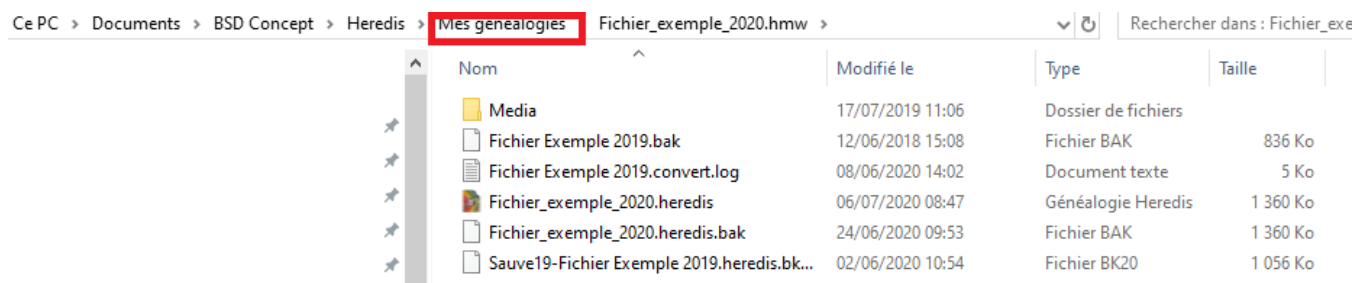 Ce PC > Documents > BSD Concept > Heredis > Mes généalogies Fichier_exemple_2020.hmw > Rechercher dans : Fichier_exe
Nom Modifié le Type Taille
Media 17/07/2019 11:06 Dossier de fichiers
Fichier Exemple 2019.bak 12/06/2018 15:08 Fichier BAK 836 Ko
Fichier Exemple 2019.convert.log 08/06/2020 14:02 Document texte 5 Ko
Fichier_exemple_2020.heredis 06/07/2020 08:47 Généalogie Heredis 1 360 Ko
Fichier_exemple_2020.heredis.bak 24/06/2020 09:53 Fichier BAK 1 360 Ko
Sauve19-Fichier Exemple 2019.heredis.bk... 02/06/2020 10:54 Fichier BK20 1 056 Ko